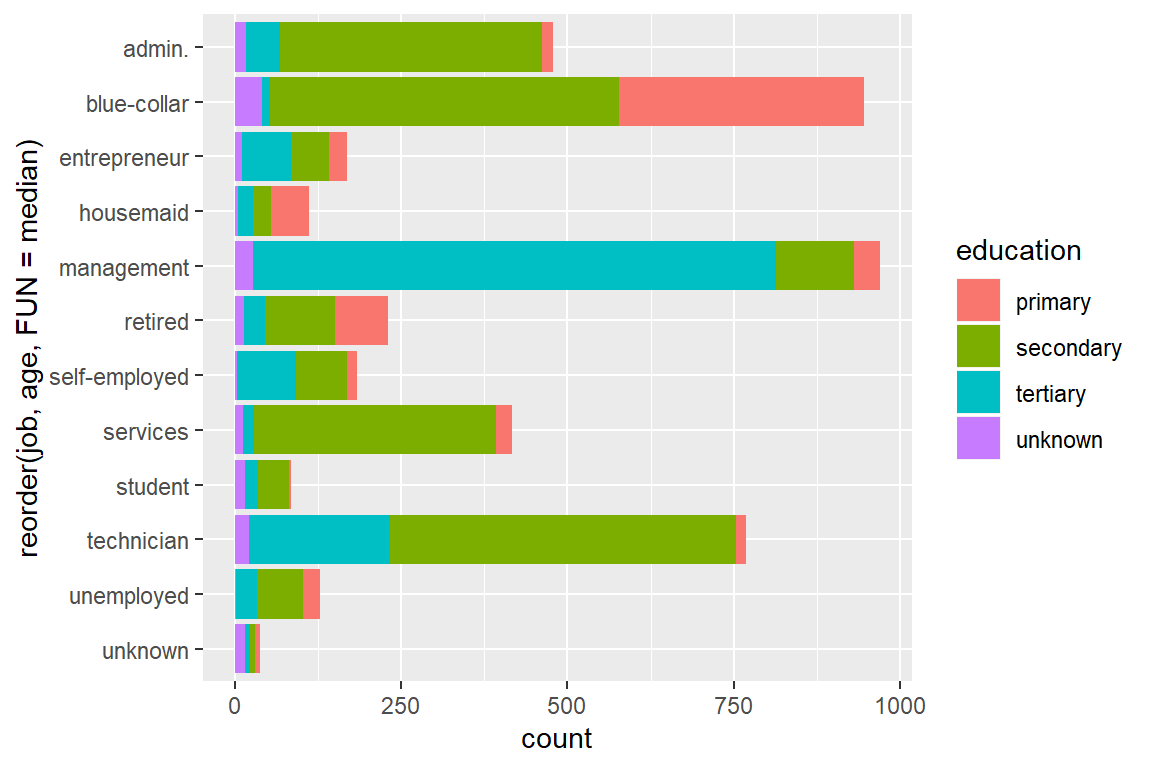 reorder(job, age, FUN = median)
admin.
blue-collar
entrepreneur
housemaid
management
retired
self-employed
services
student
technician
unemployed
unknown
0 250 500 750 1000
count
education
primary
secondary
tertiary
unknown